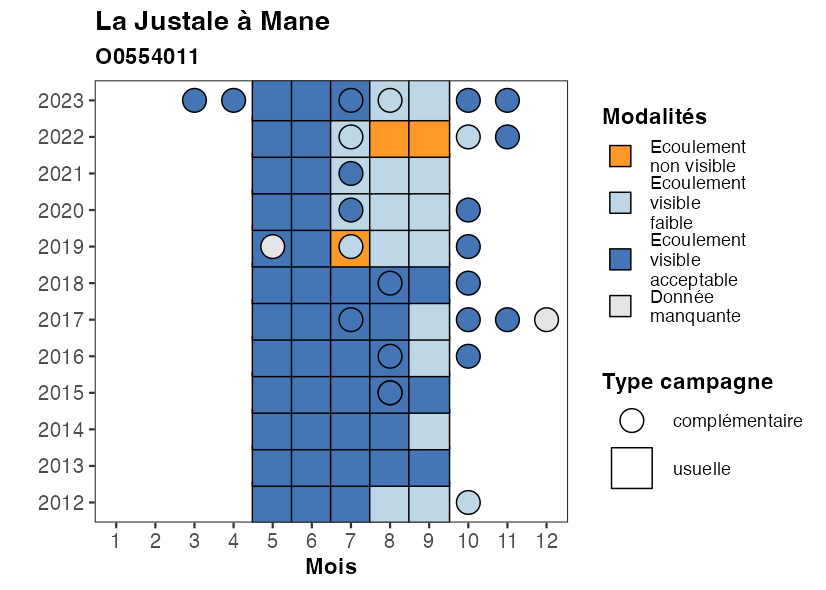 La Justale à Mane
O0554011
2023
2022
2021
2020
2019
2018
2017
2016
2015
2014
2013
2012
1 2 3 4 5 6 7 8 9 10 11 12
Mois
Modalités
Ecoulement
non visible
Ecoulement
visible
faible
Ecoulement
visible
acceptable
Donnée
manquante
Type campagne
complémentaire
usuelle